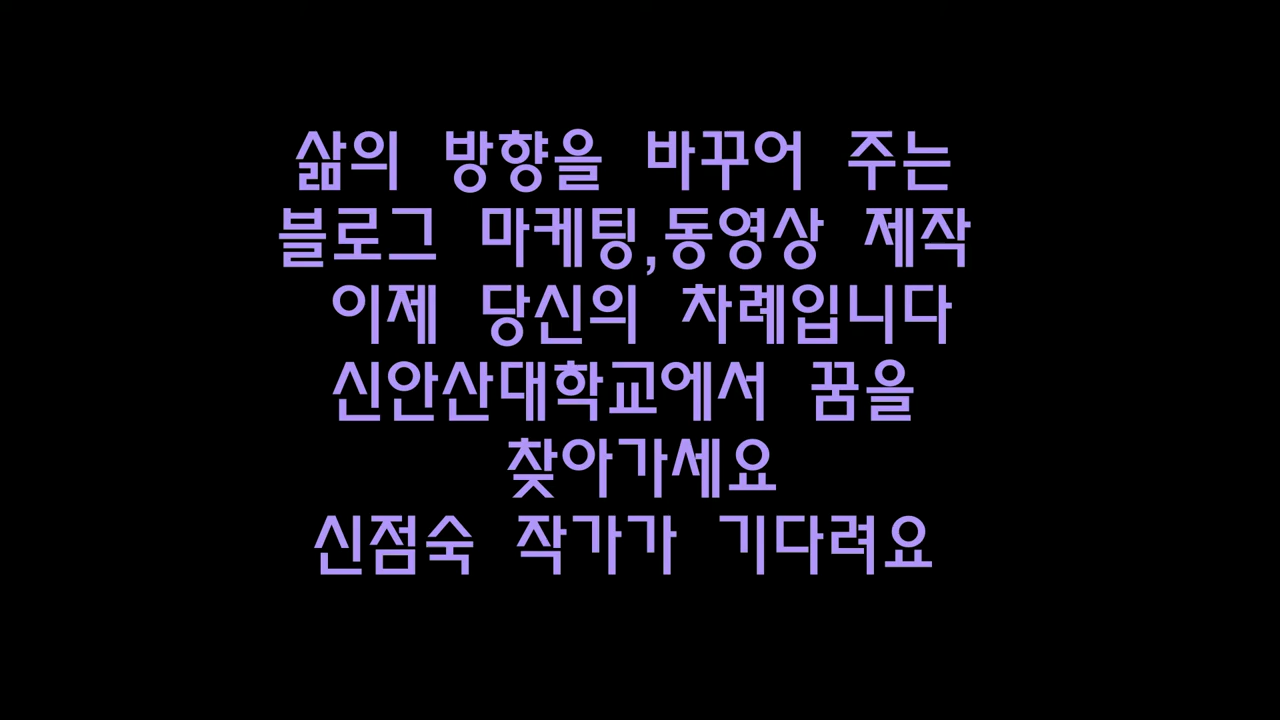 삶의 방향을 바꾸어 주는
블로그 마케팅,동영상 제작
이제 당신의 차례입니다
신안산대학교에서 꿈을
찾아가세요
신점숙 작가가 기다려요